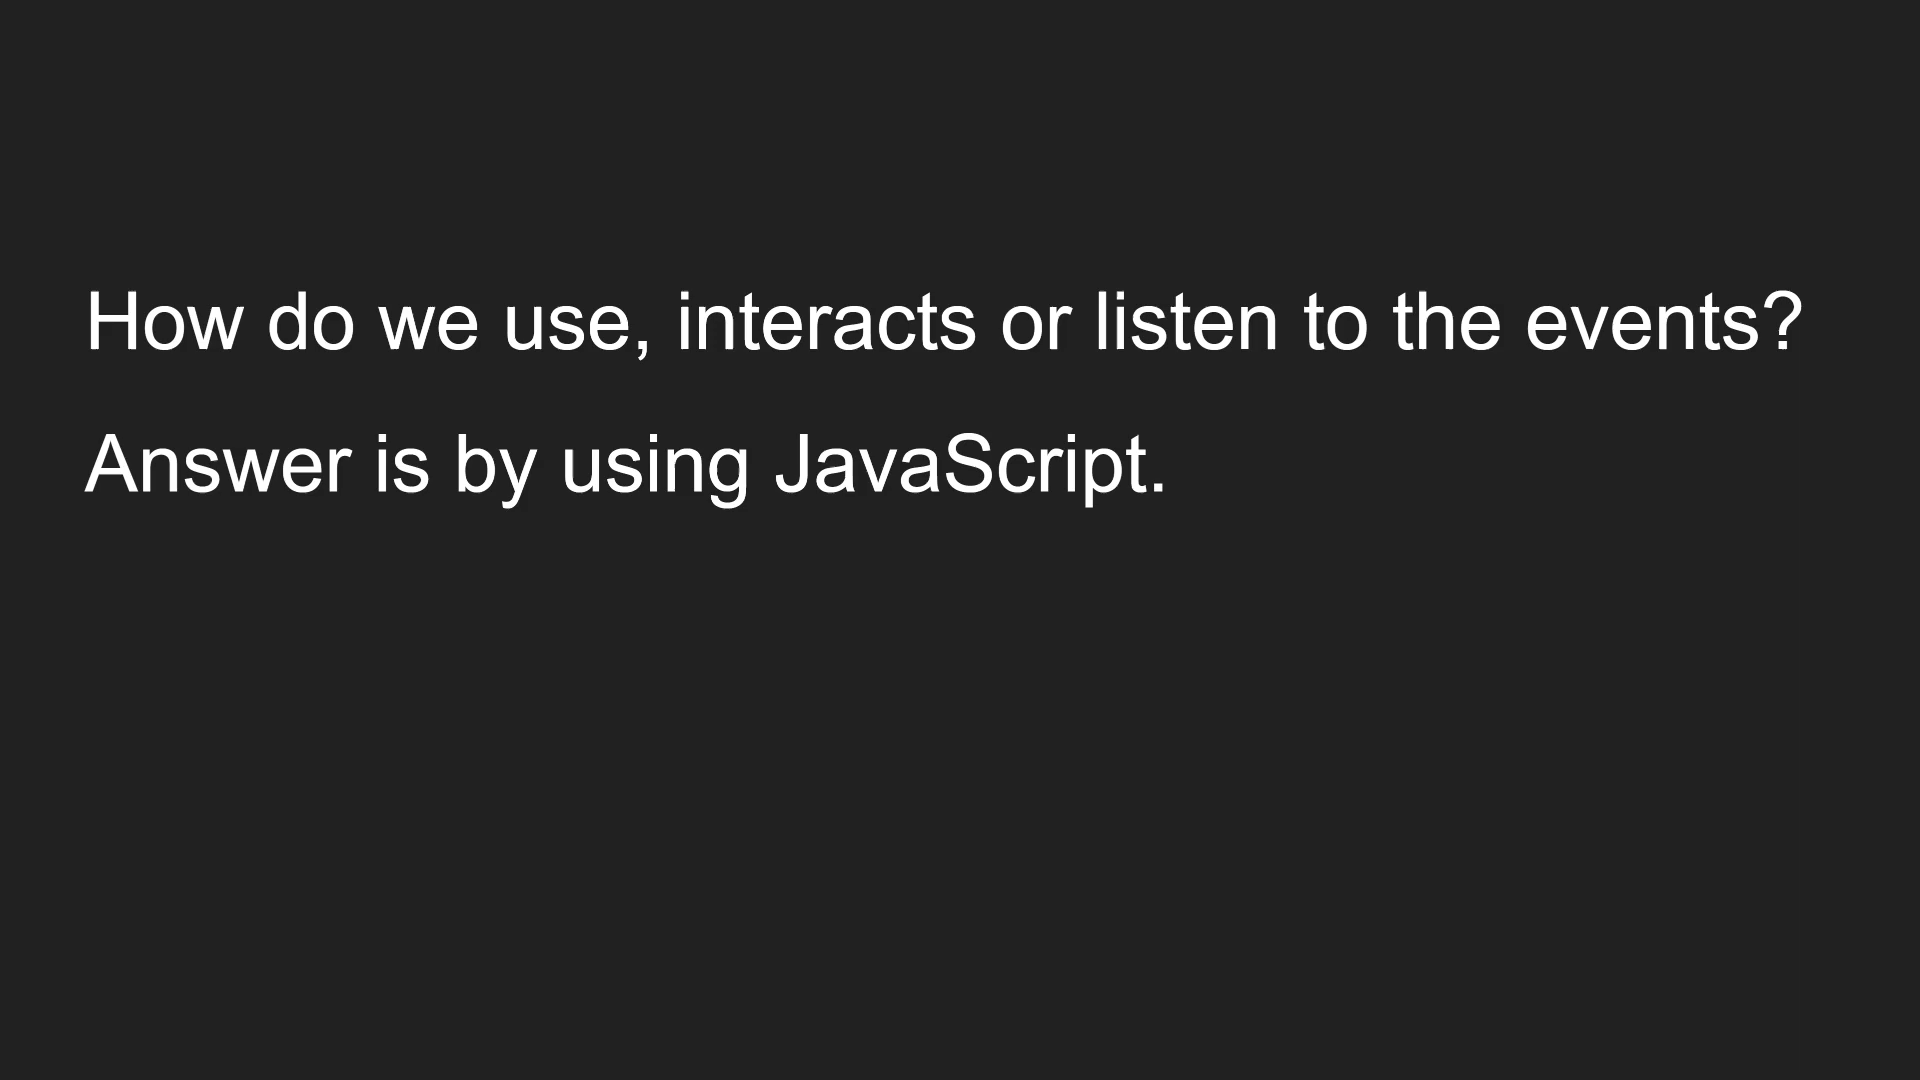 How do we use, interacts or listen to the events?
Answer is by using JavaScript.